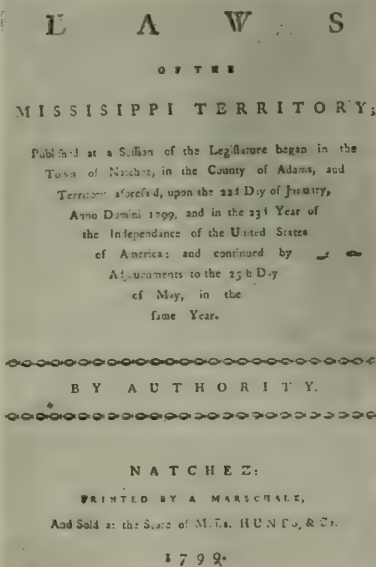 L A W S
OF THE
MISSISIPPI TERRITORY;
Published at a Session of the Legiſlature began in the
Town of Natchez, in the County of Adams, and
Territory aforeſaid, upon the 22d Day of January,
Anno Domini 1799, and in the 23d Year of
the Independance of the United States
of America: and continued by
Adjournments to the 25th Day
of May, in the
ſame Year.
BY AUTHORITY.
NATCHEZ:
PRINTED BY A MARSCHALK,
And Sold at the Store of M. HUNT, & Co.
1799.